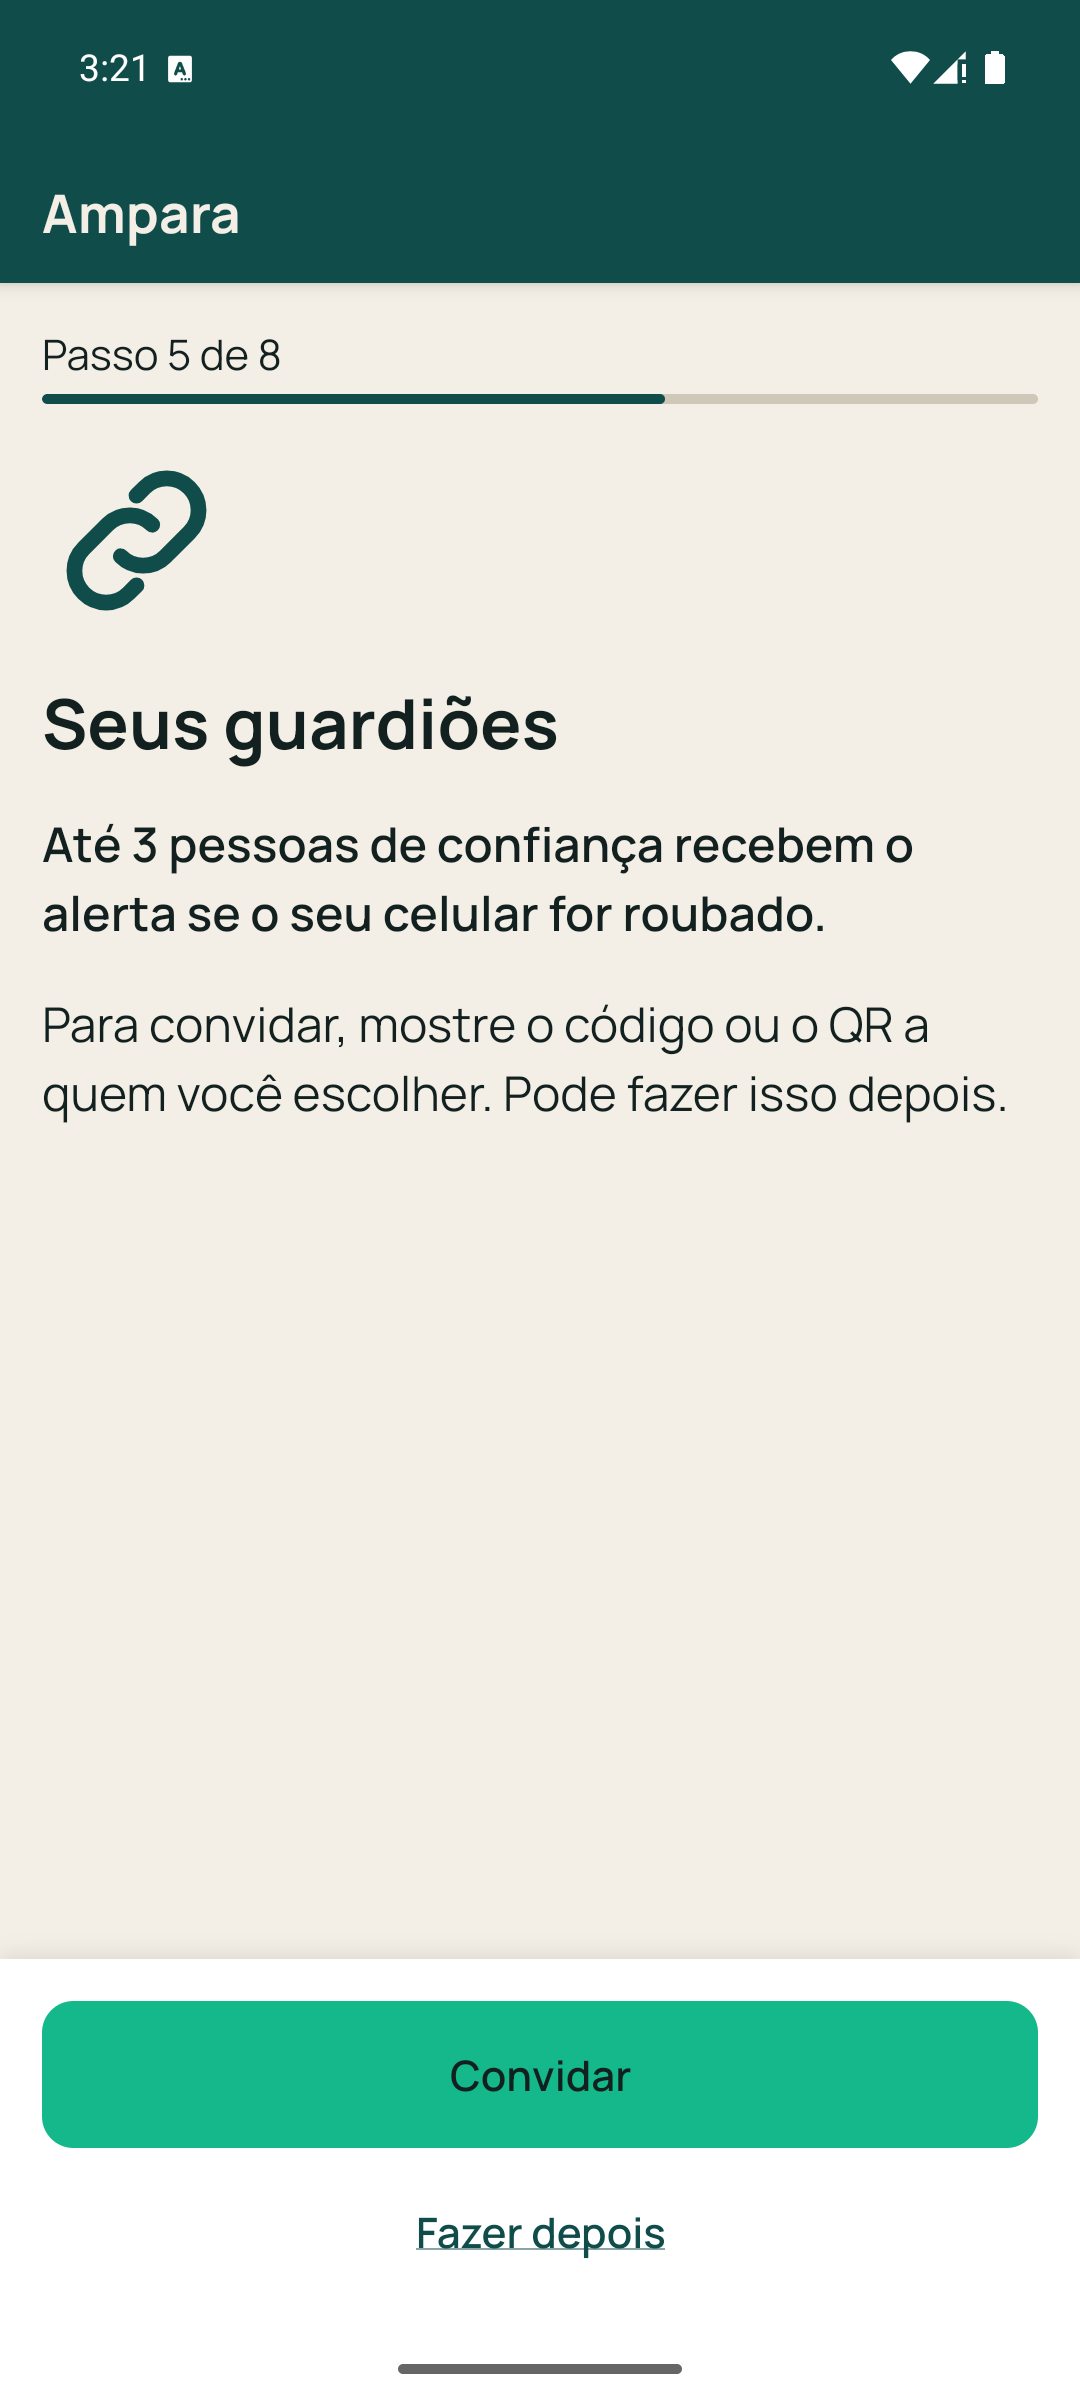 3:21
Ampara
Passo 5 de 8
Seus guardiões
Até 3 pessoas de confiança recebem o
alerta se o seu celular for roubado.
Para convidar, mostre o código ou o QR a
quem você escolher. Pode fazer isso depois.
Convidar
Fazer depois